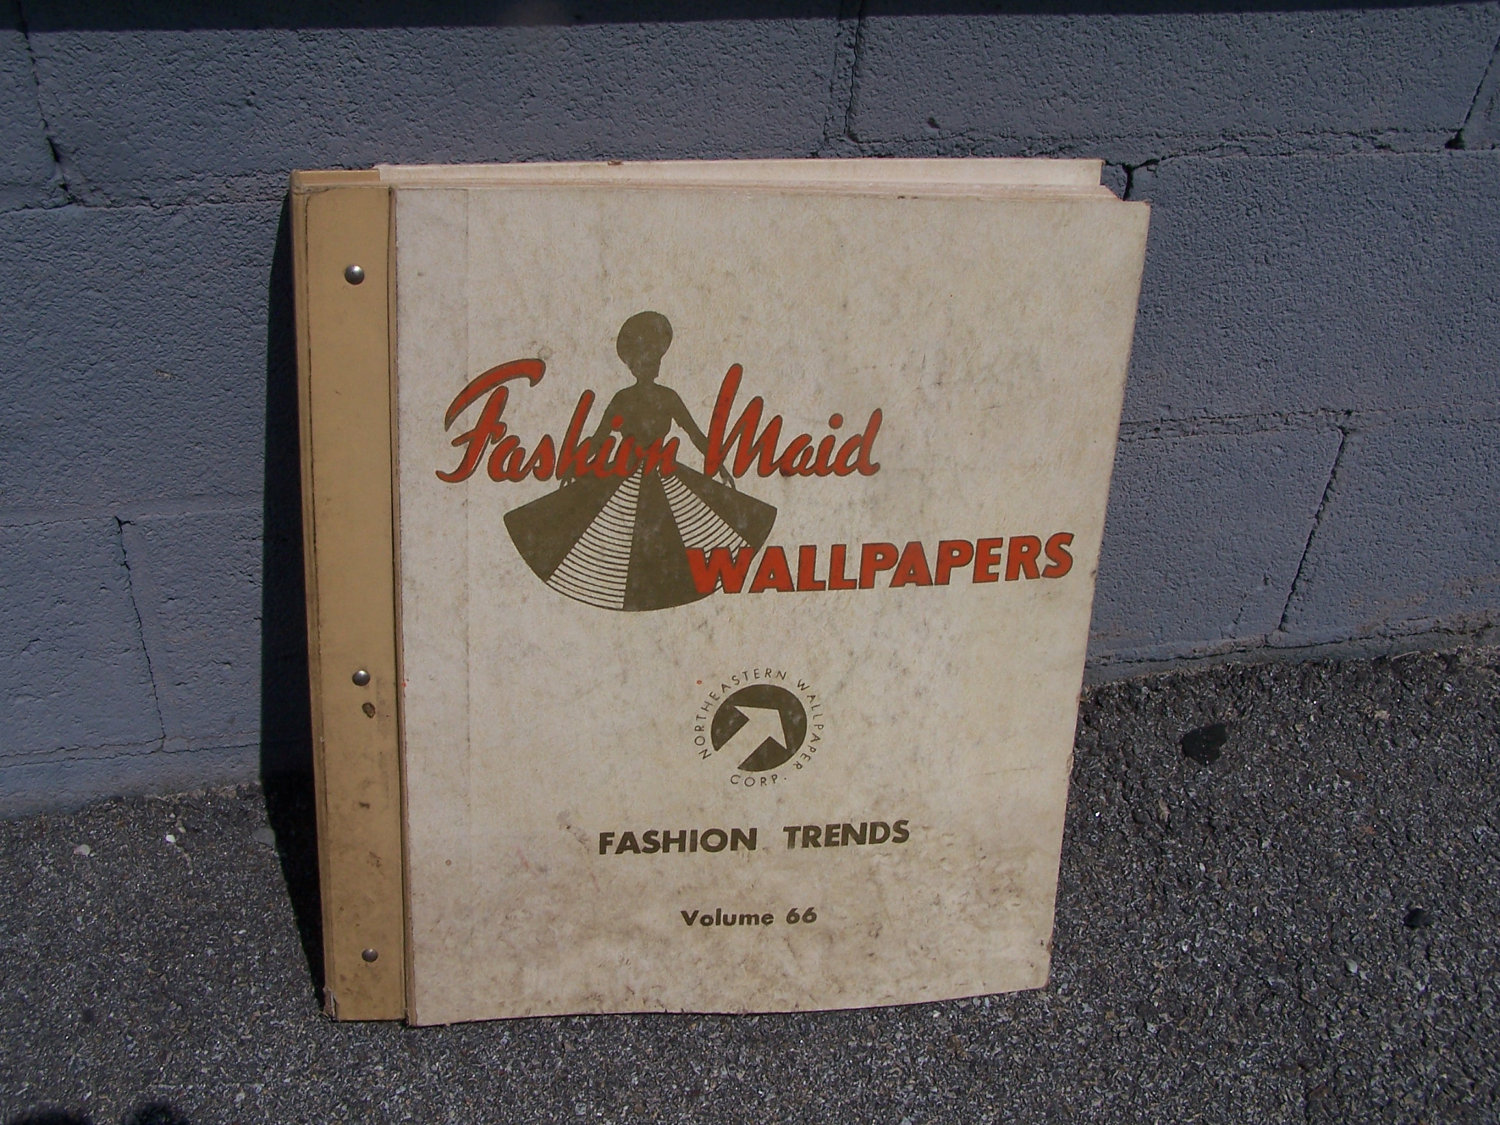 Fashion Maid
WALLPAPERS
NORTHEASTERN WALLPAPER
CORP.
FASHION TRENDS
Volume 66